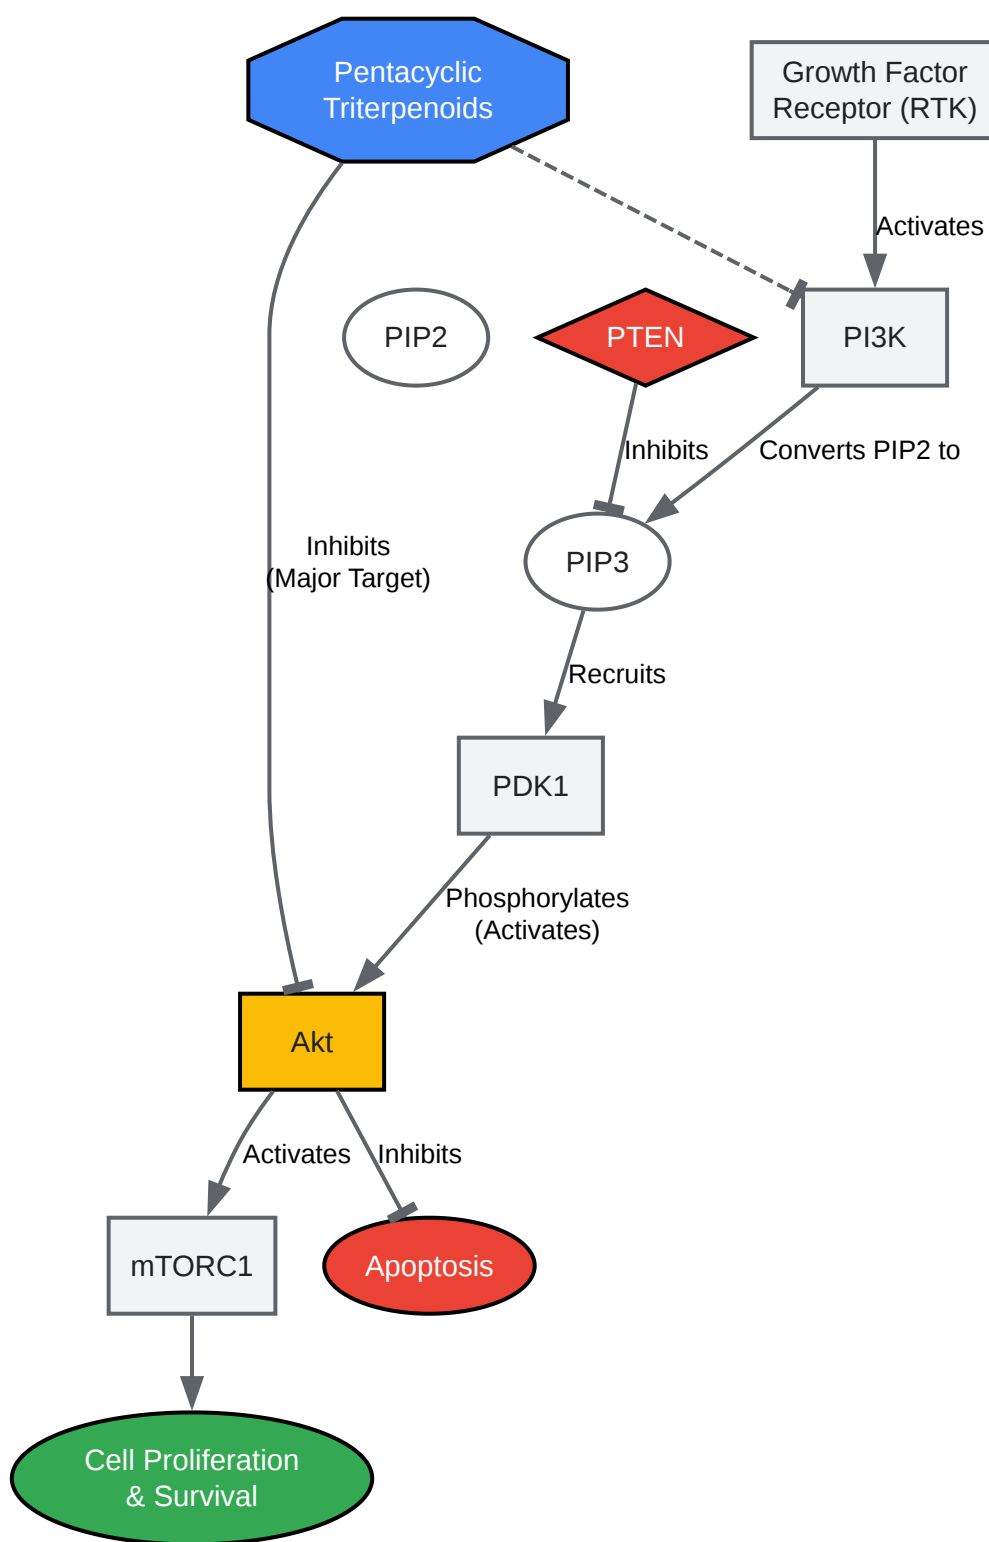 Pentacyclic
Triterpenoids
Growth Factor
Receptor (RTK)
Activates
PIP2
PTEN
PI3K
Inhibits
Converts PIP2 to
Inhibits
(Major Target)
PIP3
Recruits
PDK1
Phosphorylates
(Activates)
Akt
Activates
Inhibits
mTORC1
Apoptosis
Cell Proliferation
& Survival